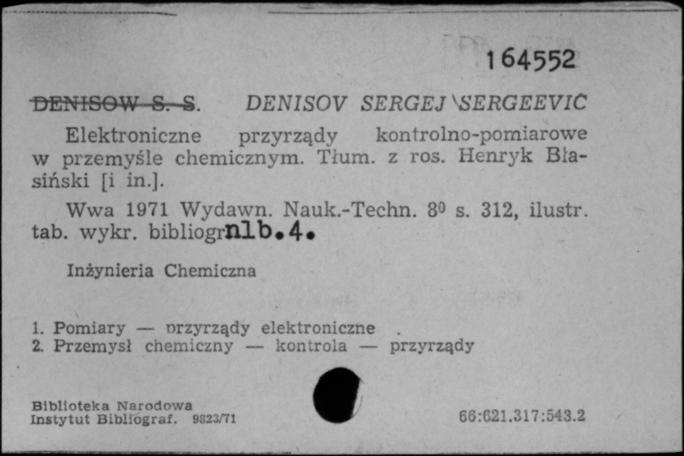 164552
DENISOW S. S. DENISOV SERGEJ SERGEEVIČ
Elektroniczne przyrządy kontrolno-pomiarowe
w przemyśle chemicznym. Tłum. z ros. Henryk Bła-
siński [i in.].
Wwa 1971 Wydawn. Nauk.-Techn. 8⁰ s. 312, ilustr.
tab. wykr. bibliogr nlb. 4.
Inżynieria Chemiczna
1. Pomiary — przyrządy elektroniczne .
2. Przemysł chemiczny — kontrola — przyrządy
Biblioteka Narodowa
Instytut Bibliograf. 9823/71 66:621.317:543.2